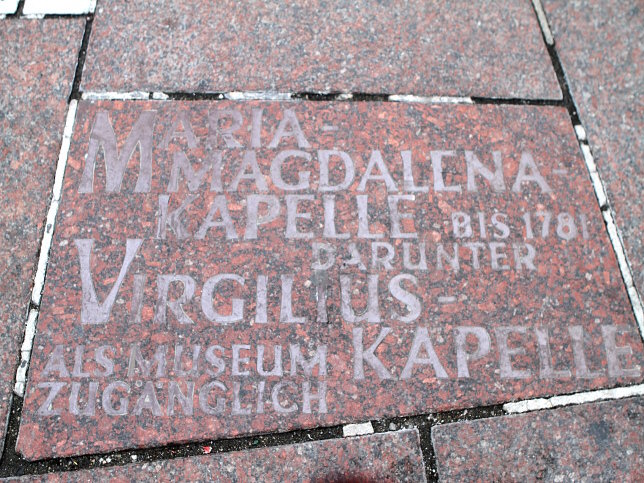 MARIA-
MAGDALENA-
KAPELLE BIS 1781
DARUNTER
VIRGILIUS-
KAPELLE
ALS MUSEUM
ZUGÄNGLICH